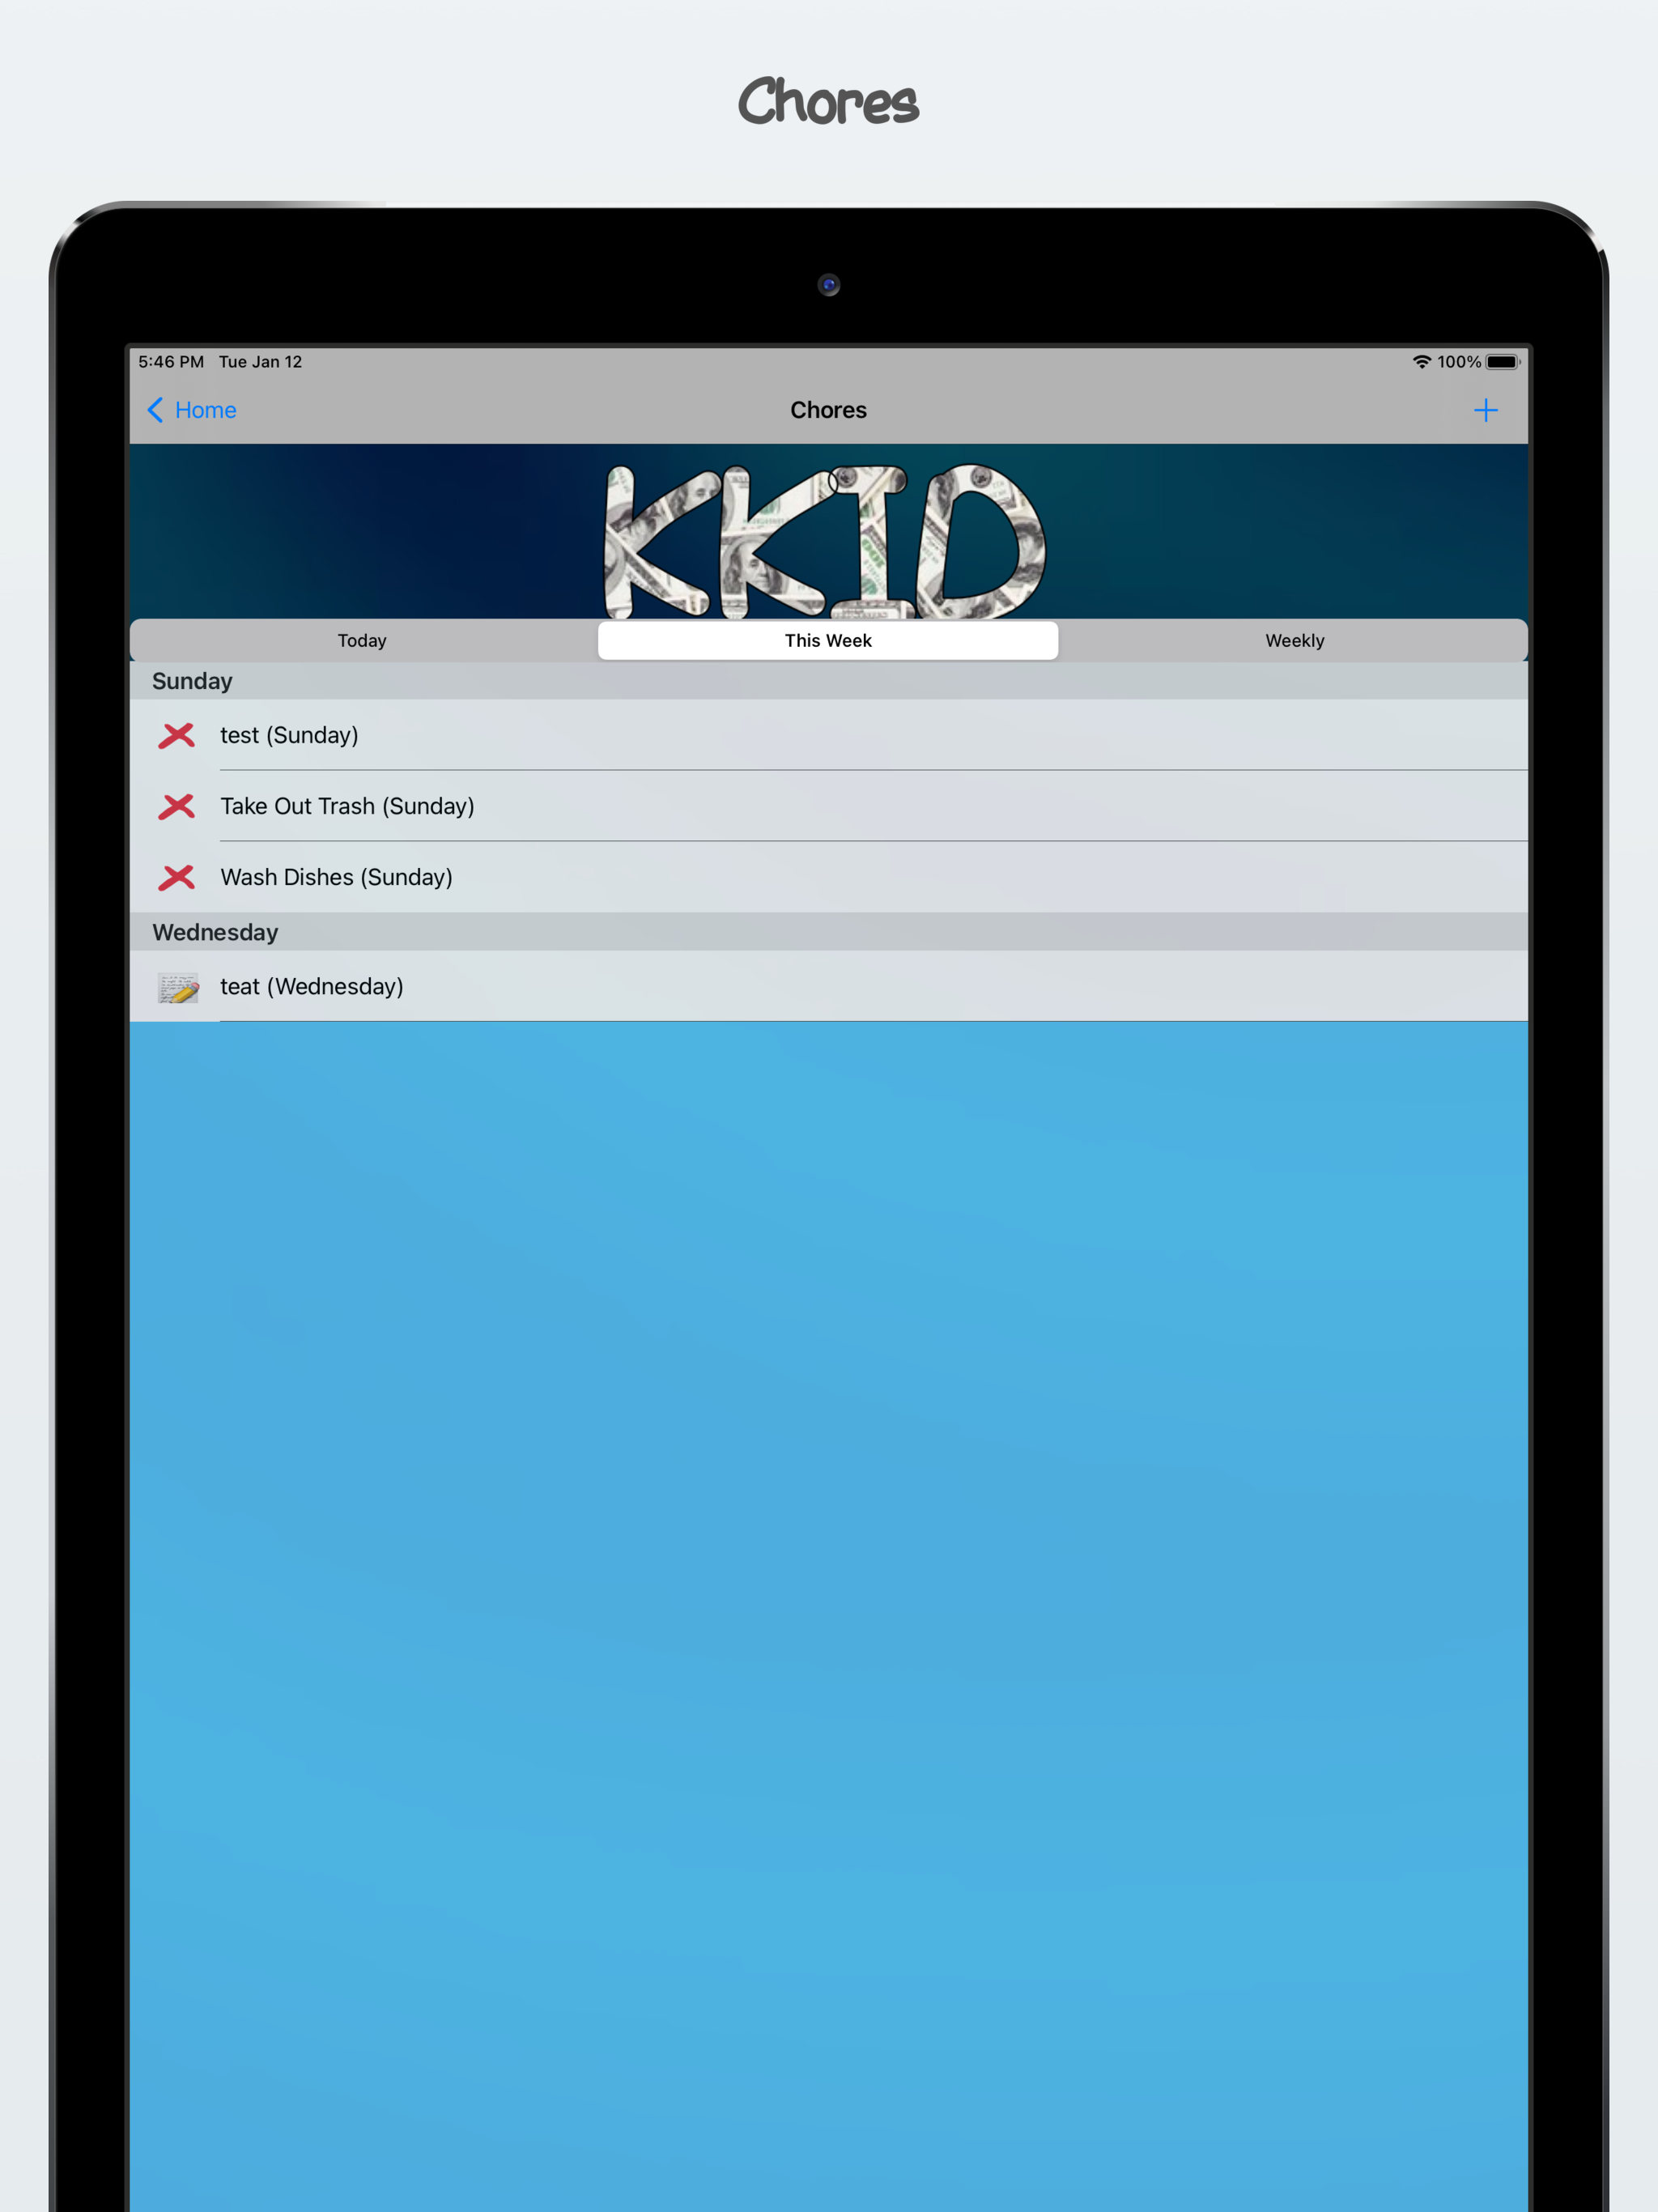 Chores
5:46 PM Tue Jan 12 100%
Home Chores +
KKID
Today This Week Weekly
Sunday
test (Sunday)
Take Out Trash (Sunday)
Wash Dishes (Sunday)
Wednesday
teat (Wednesday)